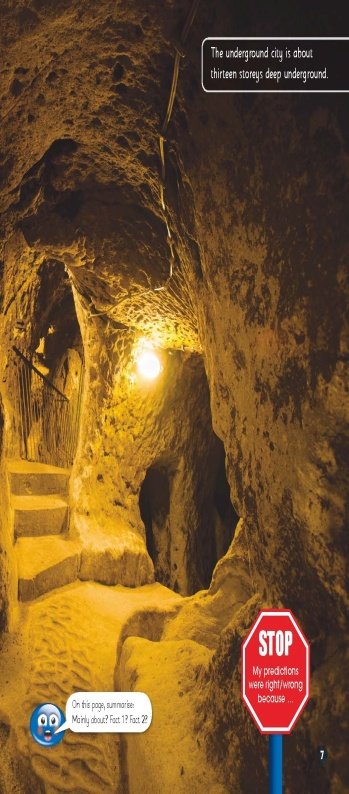 The underground city is about
thirteen storeys deep underground.
STOP
My predictions
were right/wrong
because ...
On this page, summarise:
Mainly about? Fact 1? Fact 2?
7